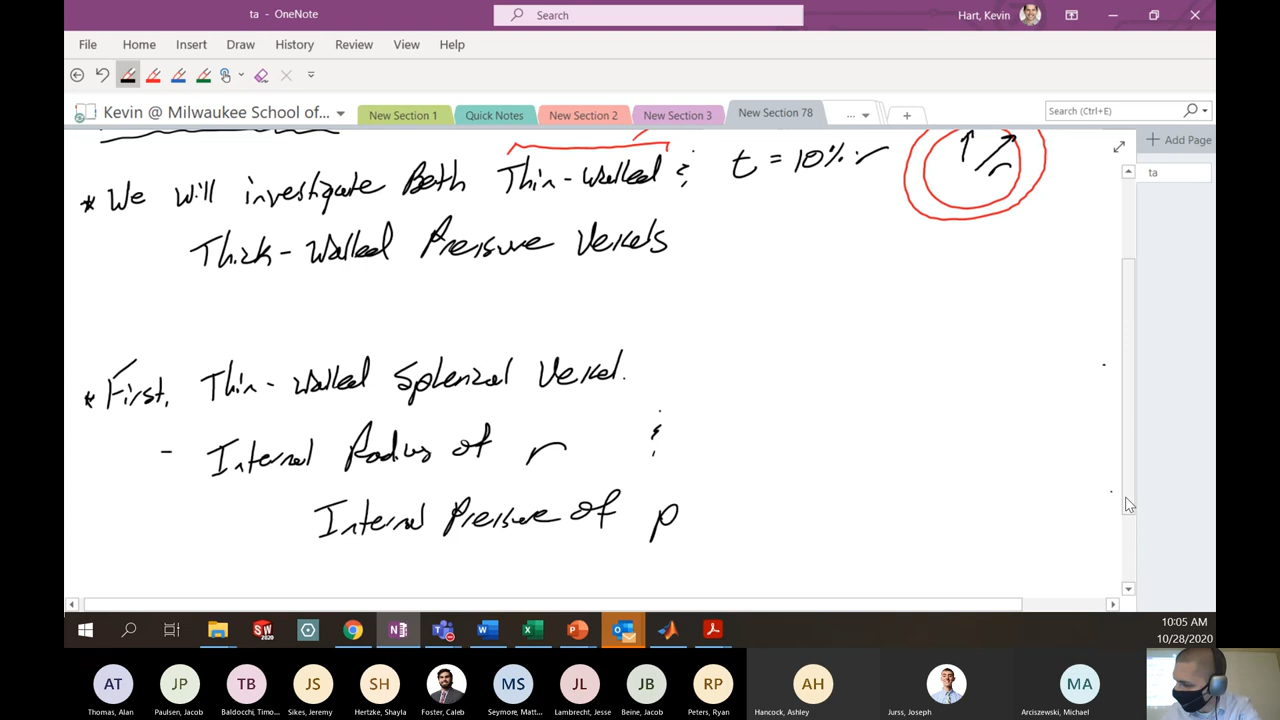 ta - OneNote
Search
Hart, Kevin
File Home Insert Draw History Review View Help
Kevin @ Milwaukee School of...
New Section 1
Quick Notes
New Section 2
New Section 3
New Section 78
...
+
Search (Ctrl+E)
+ Add Page
ta
* We will investigate Both Thin-Walled & t = 10% r
r
Thick-Walled Pressure Vessels
* First, Thin-Walled Spherical Vessel.
- Internal Radius of r &
Internal Pressure of p
10:05 AM
10/28/2020
SW
2020
AT
JP
TB
JS
SH
MS
JL
JB
RP
AH
MA
Thomas, Alan
Paulsen, Jacob
Baldocchi, Timo...
Sikes, Jeremy
Hertzke, Shayla
Foster, Caleb
Seymore, Matt...
Lambrecht, Jesse
Beine, Jacob
Peters, Ryan
Hancock, Ashley
Jurss, Joseph
Arciszewski, Michael